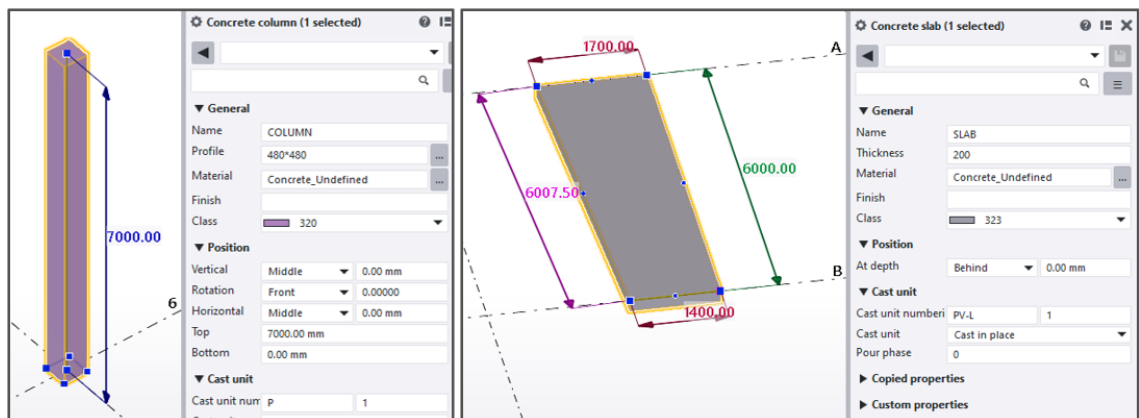 Concrete column (1 selected)
General
Name COLUMN
Profile 480*480 ...
Material Concrete_Undefined ...
Finish
Class 320
Position
Vertical Middle 0.00 mm
Rotation Front 0.00000
Horizontal Middle 0.00 mm
Top 7000.00 mm
Bottom 0.00 mm
Cast unit
Cast unit num P 1
7000.00
6
1700.00
A
6000.00
6007.50
B
1400.00
Concrete slab (1 selected)
General
Name SLAB
Thickness 200
Material Concrete_Undefined ...
Finish
Class 323
Position
At depth Behind 0.00 mm
Cast unit
Cast unit numberi PV-L 1
Cast unit Cast in place
Pour phase 0
Copied properties
Custom properties